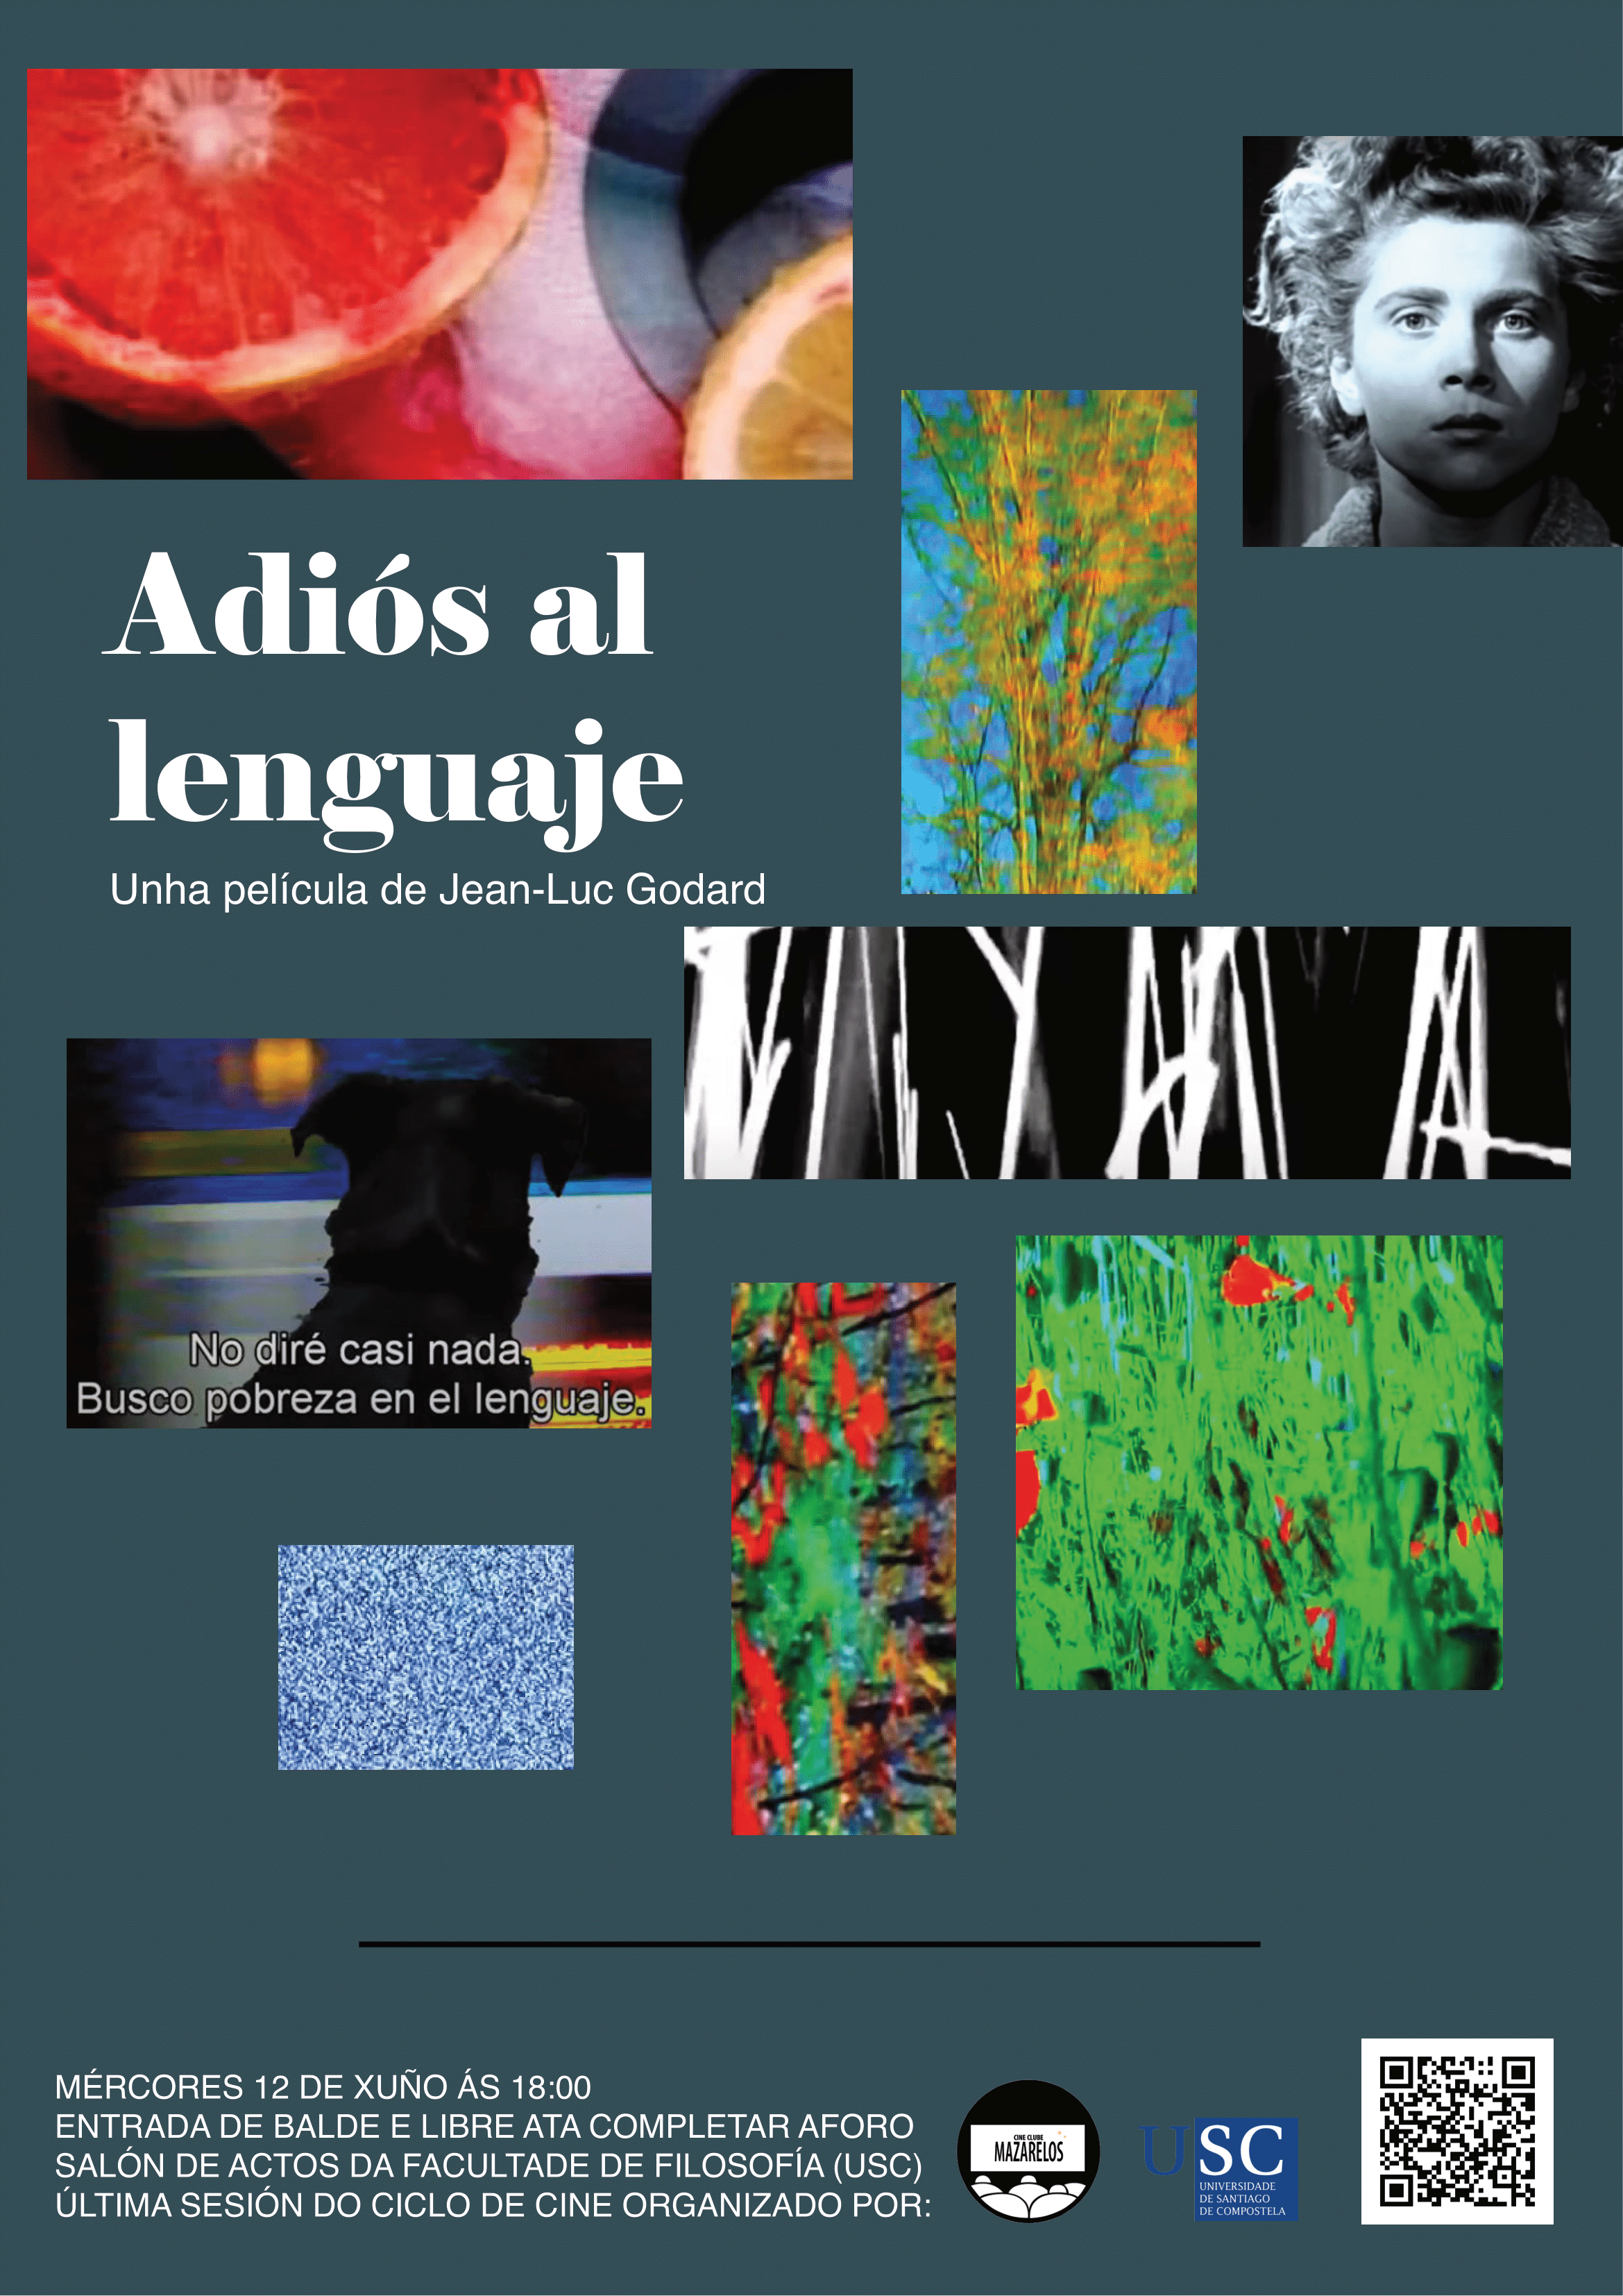 Adiós al
lenguaje
Unha película de Jean-Luc Godard
No diré casi nada.
Busco pobreza en el lenguaje.
MÉRCORES 12 DE XUÑO ÁS 18:00
ENTRADA DE BALDE E LIBRE ATA COMPLETAR AFORO
SALÓN DE ACTOS DA FACULTADE DE FILOSOFÍA (USC)
ÚLTIMA SESIÓN DO CICLO DE CINE ORGANIZADO POR:
CINE CLUBE
MAZARELOS
USC
UNIVERSIDADE
DE SANTIAGO
DE COMPOSTELA